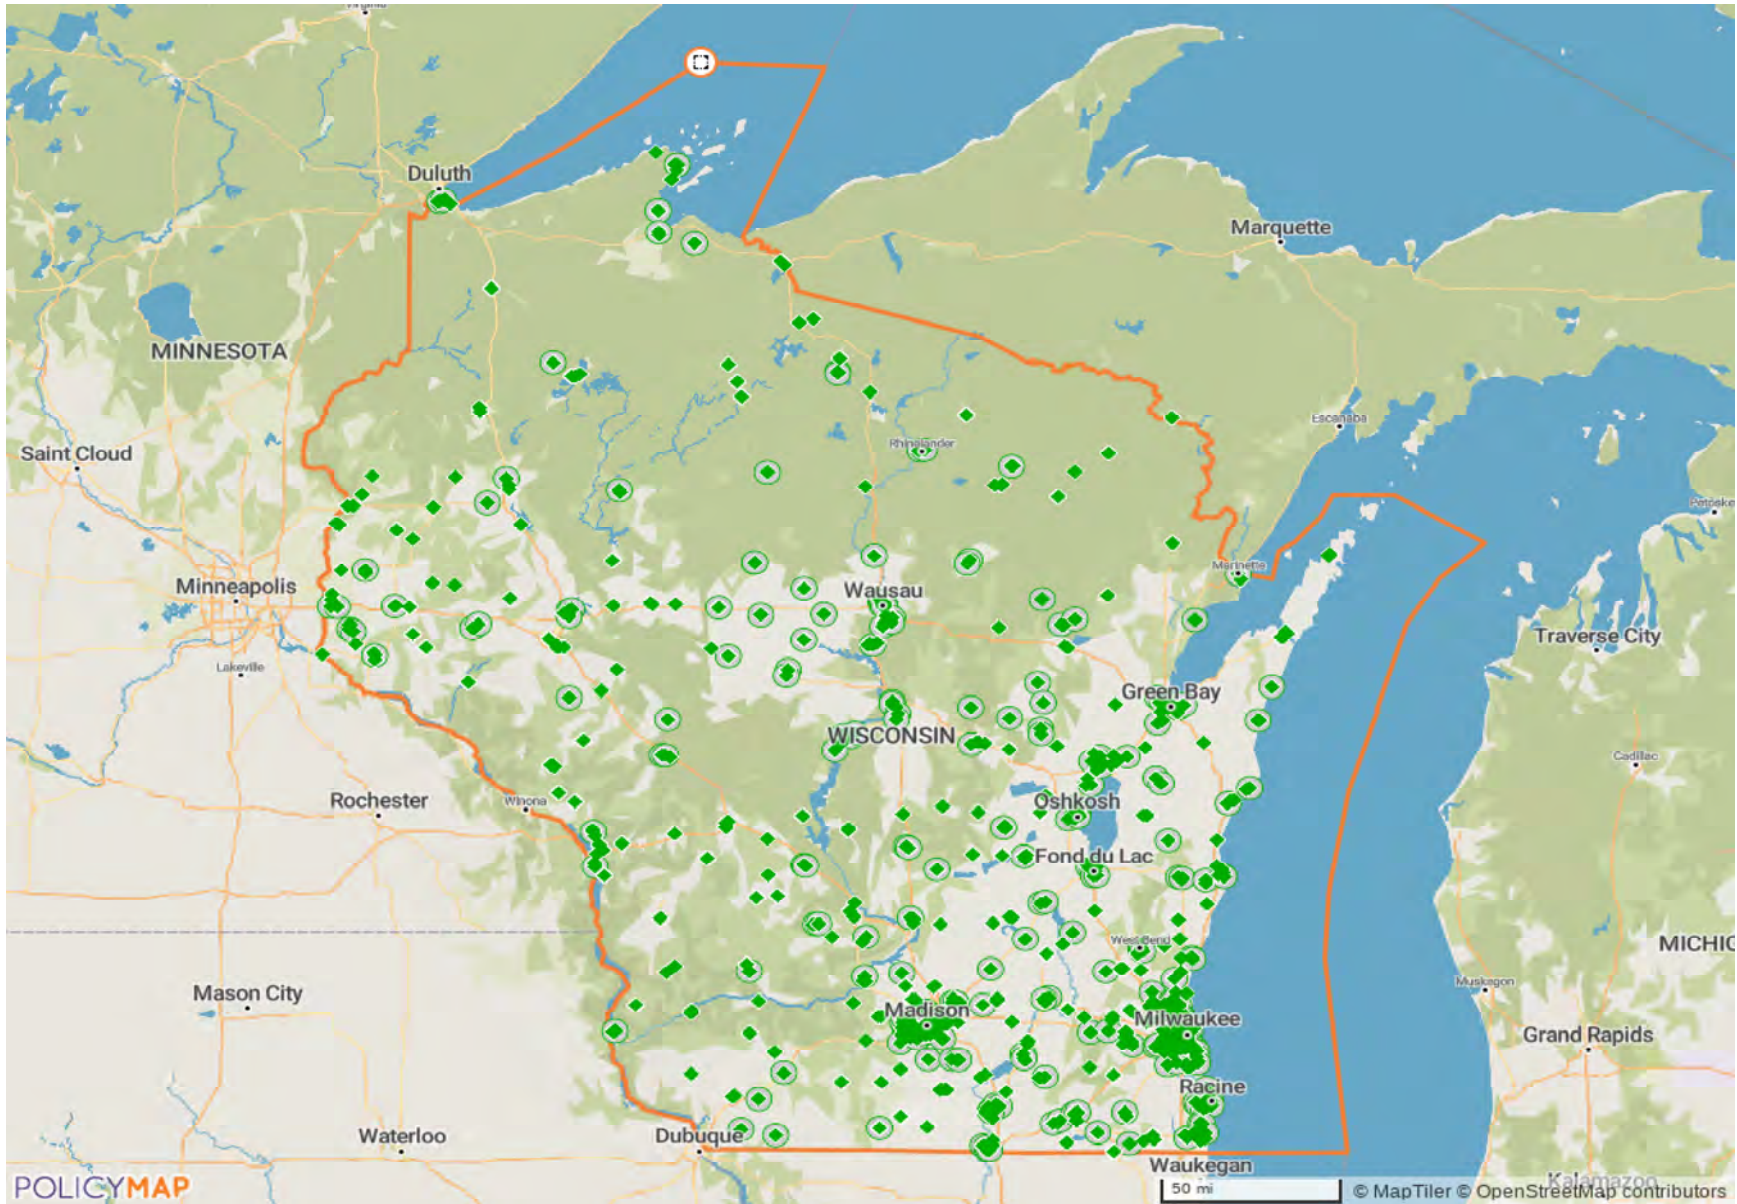 Virginia
Duluth
Marquette
MINNESOTA
Escanaba
Saint Cloud
Rhinelander
Petoske
Marinette
Minneapolis
Wausau
Traverse City
Lakeville
Green Bay
WISCONSIN
Cadillac
Rochester
Winona
Oshkosh
Fond du Lac
West Bend
MICHIG
Muskegon
Mason City
Madison
Milwaukee
Grand Rapids
Racine
Waterloo
Dubuque
Waukegan
Kalamazoo
POLICYMAP
50 mi
© MapTiler © OpenStreetMap contributors